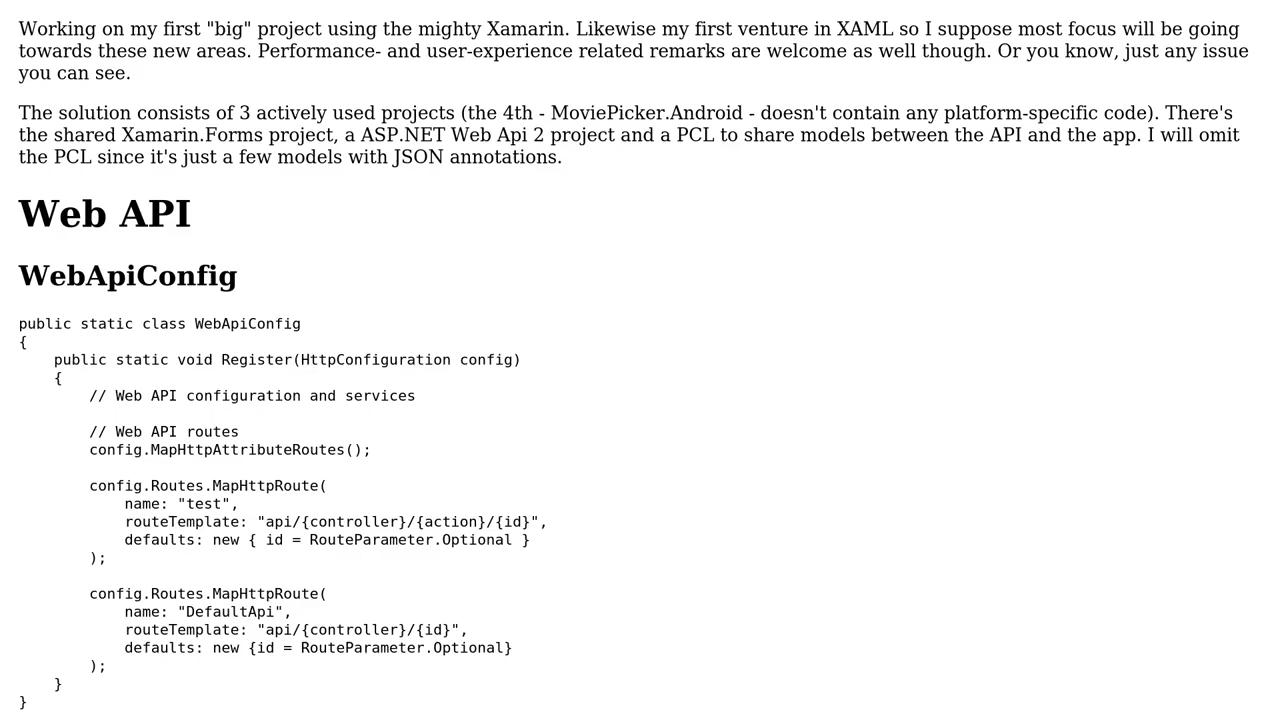 Working on my first "big" project using the mighty Xamarin. Likewise my first venture in XAML so I suppose most focus will be going
towards these new areas. Performance- and user-experience related remarks are welcome as well though. Or you know, just any issue
you can see.
The solution consists of 3 actively used projects (the 4th - MoviePicker.Android - doesn't contain any platform-specific code). There's
the shared Xamarin.Forms project, a ASP.NET Web Api 2 project and a PCL to share models between the API and the app. I will omit
the PCL since it's just a few models with JSON annotations.
Web API
WebApiConfig
public static class WebApiConfig
{
    public static void Register(HttpConfiguration config)
    {
        // Web API configuration and services
        // Web API routes
        config.MapHttpAttributeRoutes();
        config.Routes.MapHttpRoute(
            name: "test",
            routeTemplate: "api/{controller}/{action}/{id}",
            defaults: new { id = RouteParameter.Optional }
        );
        config.Routes.MapHttpRoute(
            name: "DefaultApi",
            routeTemplate: "api/{controller}/{id}",
            defaults: new {id = RouteParameter.Optional}
        );
    }
}